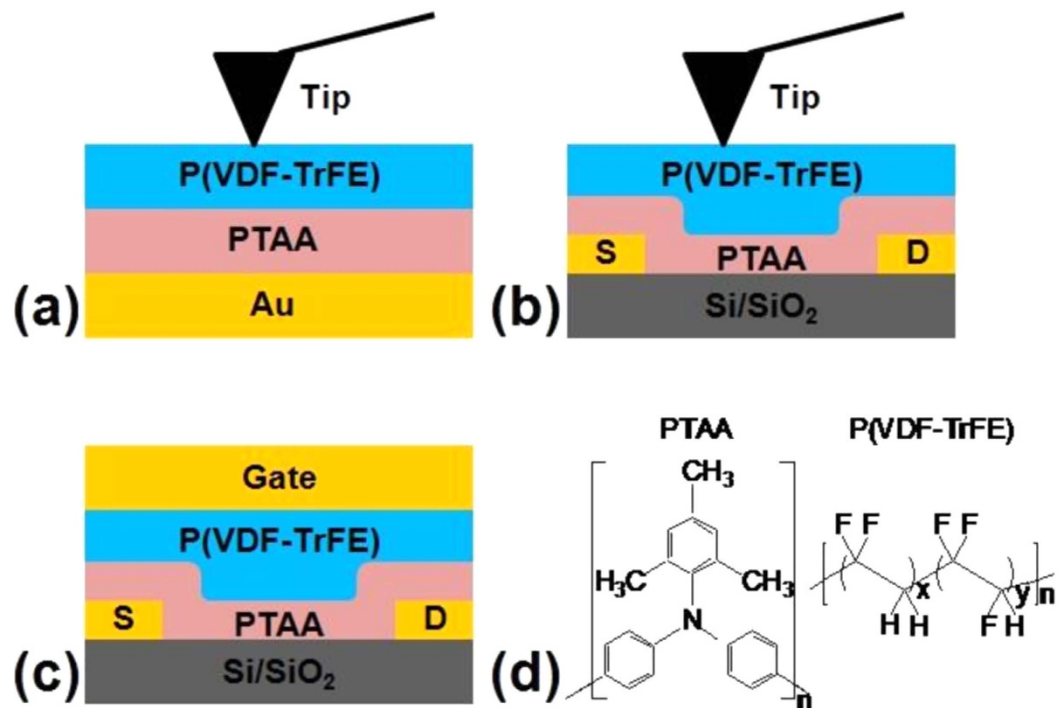 Tip
P(VDF-TrFE)
PTAA
Au
(a)
Tip
P(VDF-TrFE)
S PTAA D
Si/SiO₂
(b)
Gate
P(VDF-TrFE)
S PTAA D
Si/SiO₂
(c)
PTAA
CH₃
H₃C CH₃
N
n
P(VDF-TrFE)
F F F F
x y n
H H F H
(d)